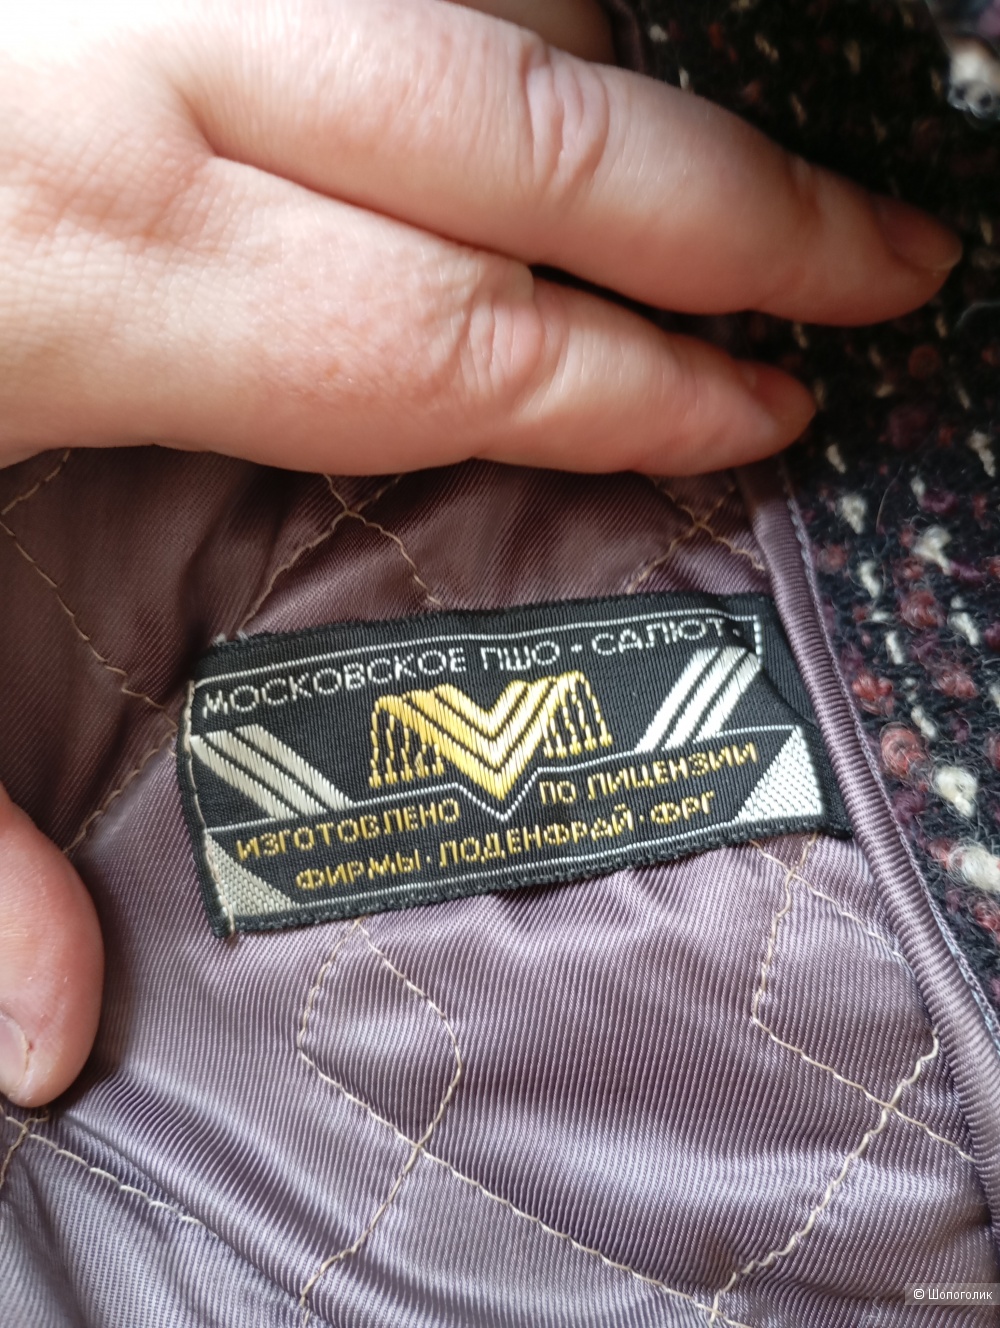 МОСКОВСКОЕ ПШО · САЛЮТ ·
ИЗГОТОВЛЕНО ПО ЛИЦЕНЗИИ
ФИРМЫ · ЛОДЕНФРАЙ · ФРГ
© Шопоголик